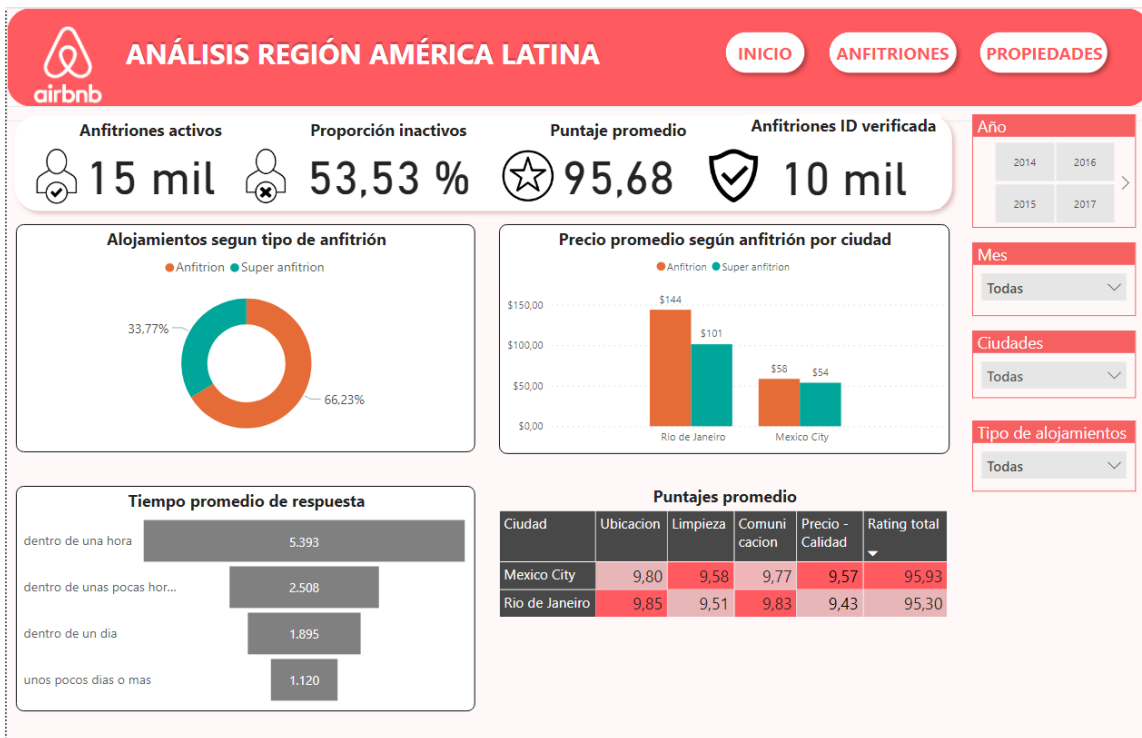 ANÁLISIS REGIÓN AMÉRICA LATINA
INICIO
ANFITRIONES
PROPIEDADES
airbnb
Anfitriones activos
15 mil
Proporción inactivos
53,53 %
Puntaje promedio
95,68
Anfitriones ID verificada
10 mil
Año
2014
2016
2015
2017
Mes
Todas
Ciudades
Todas
Tipo de alojamientos
Todas
Alojamientos segun tipo de anfitrión
Anfitrion
Super anfitrion
33,77%
66,23%
Precio promedio según anfitrión por ciudad
Anfitrion
Super anfitrion
$150,00
$100,00
$50,00
$0,00
$144
$101
$58
$54
Rio de Janeiro
Mexico City
Tiempo promedio de respuesta
dentro de una hora
5.393
dentro de unas pocas hor...
2.508
dentro de un dia
1.895
unos pocos dias o mas
1.120
Puntajes promedio
Ciudad Ubicacion Limpieza Comuni Precio - Rating total
cacion Calidad
Mexico City 9,80 9,58 9,77 9,57 95,93
Rio de Janeiro 9,85 9,51 9,83 9,43 95,30